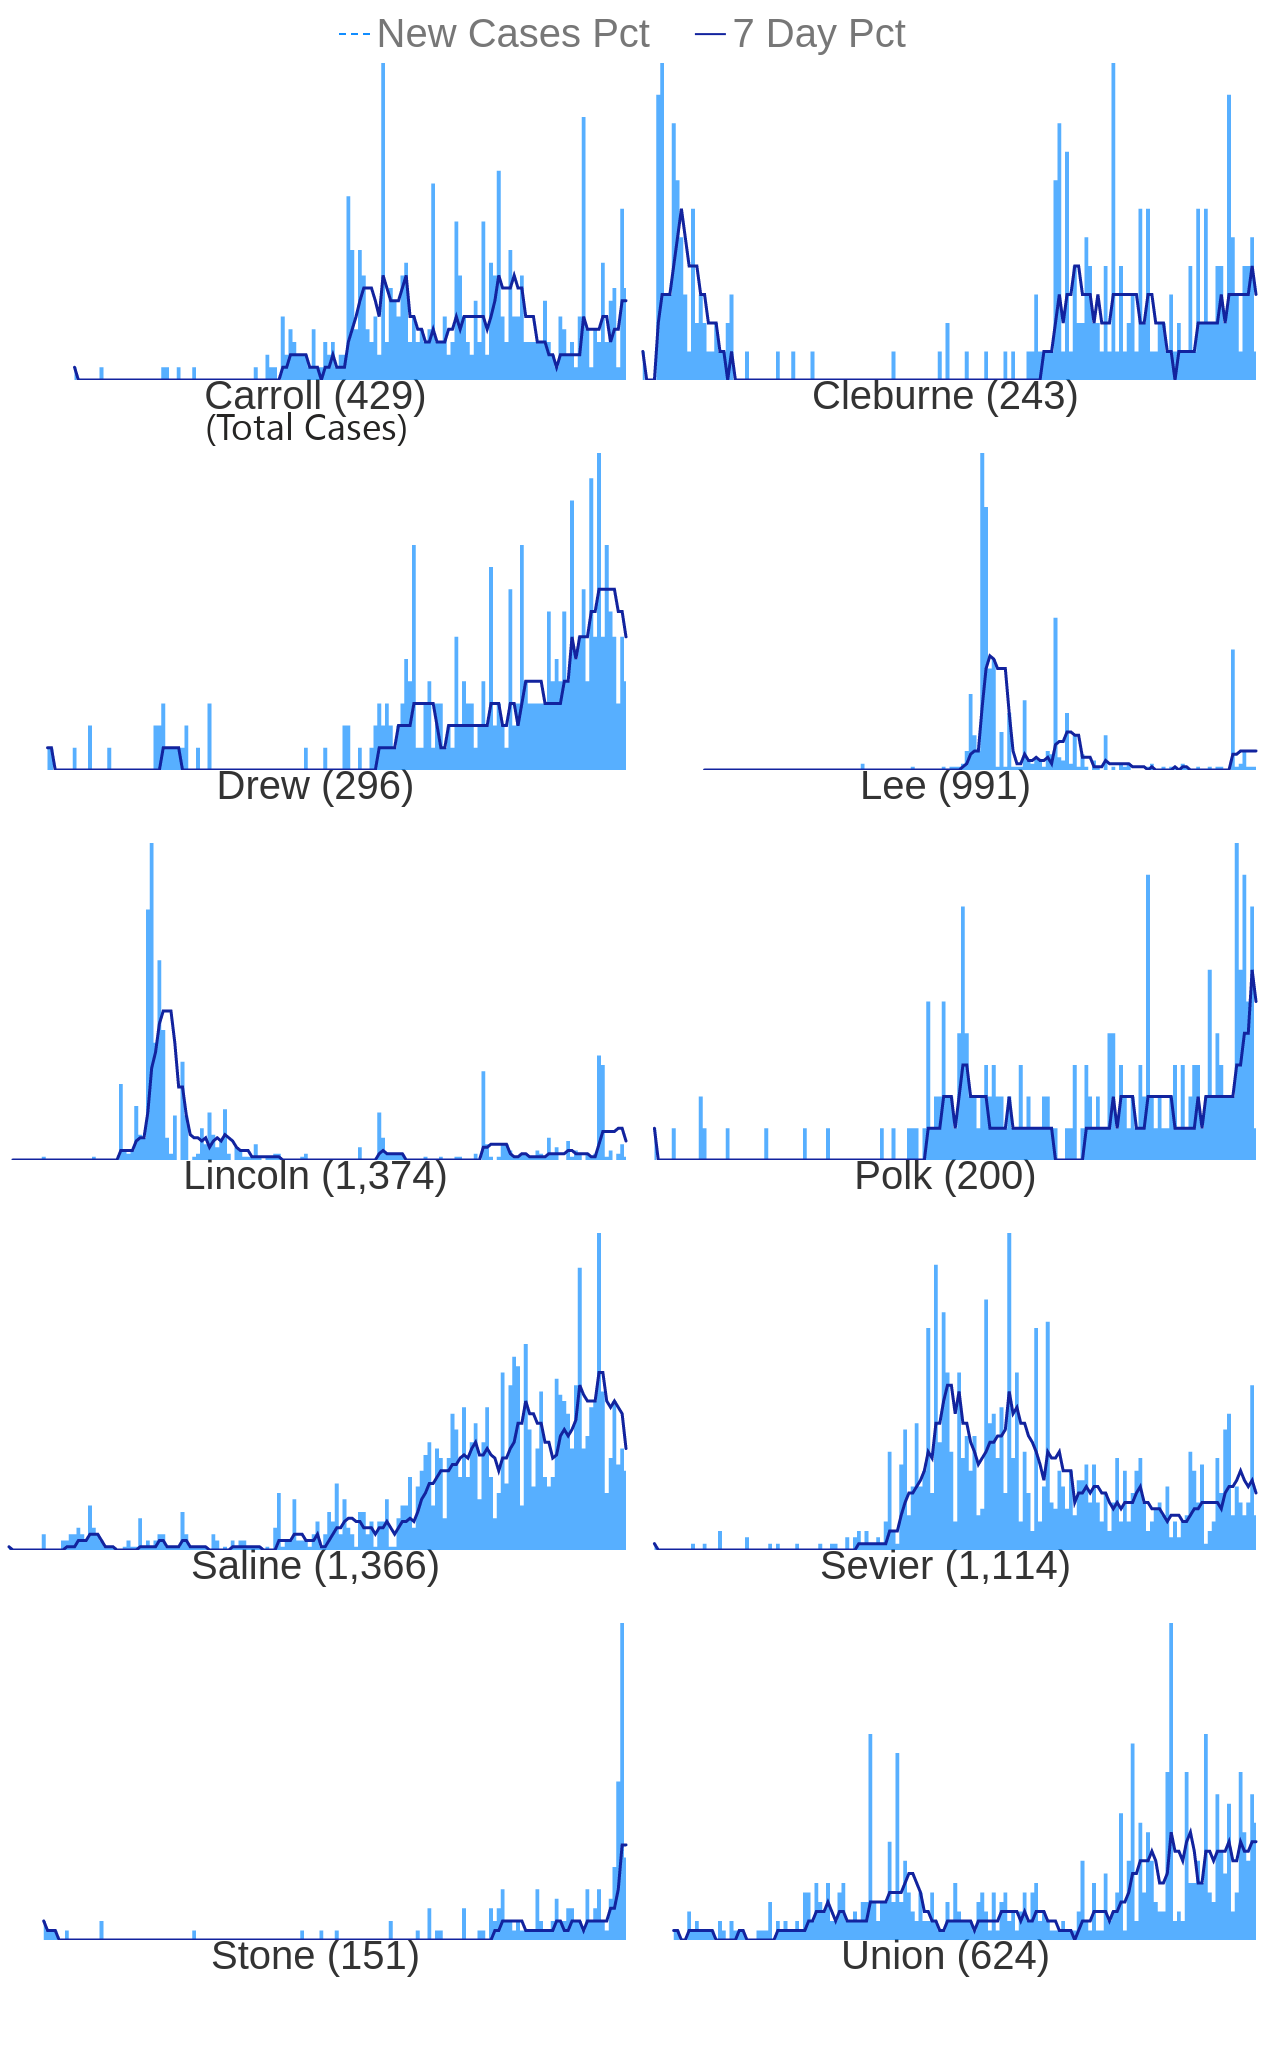 New Cases Pct 7 Day Pct
Carroll (429) Cleburne (243)
(Total Cases)
Drew (296) Lee (991)
Lincoln (1,374) Polk (200)
Saline (1,366) Sevier (1,114)
Stone (151) Union (624)